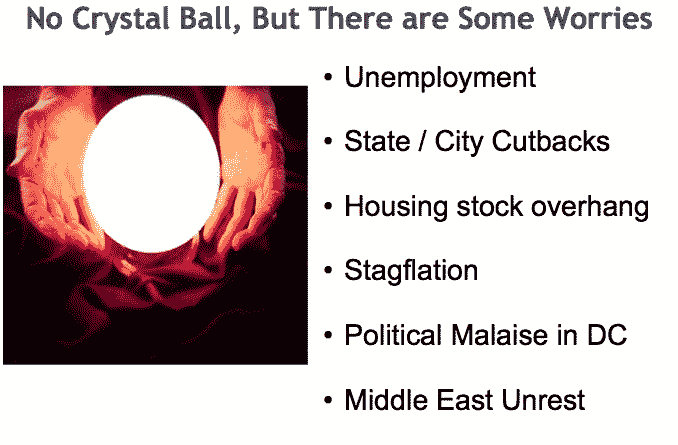 No Crystal Ball, But There are Some Worries
• Unemployment
• State / City Cutbacks
• Housing stock overhang
• Stagflation
• Political Malaise in DC
• Middle East Unrest